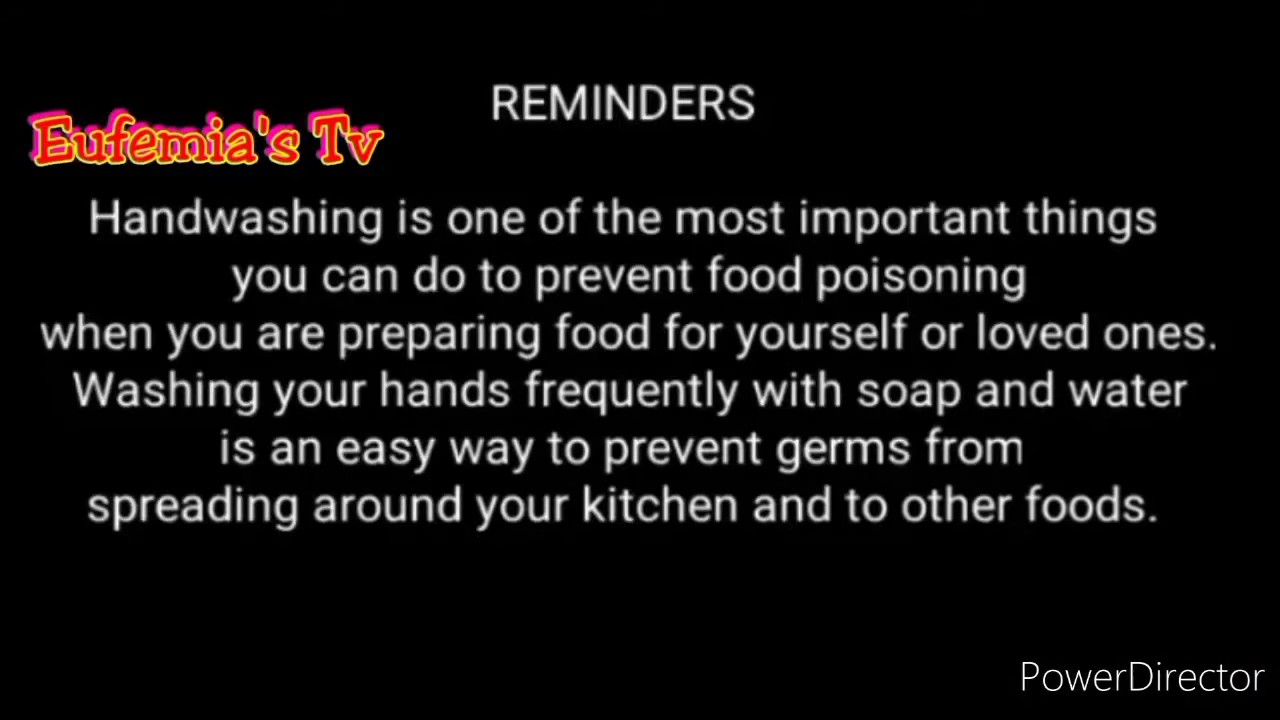 REMINDERS
Eufemia's Tv
Handwashing is one of the most important things
you can do to prevent food poisoning
when you are preparing food for yourself or loved ones.
Washing your hands frequently with soap and water
is an easy way to prevent germs from
spreading around your kitchen and to other foods.
PowerDirector